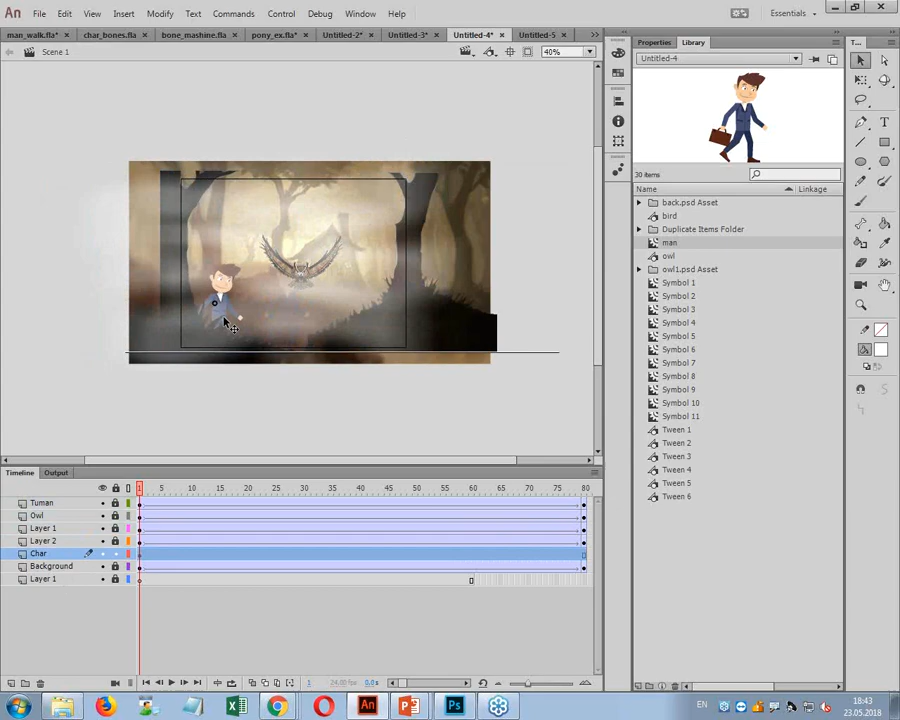 An File Edit View Insert Modify Text Commands Control Debug Window Help Essentials
man_walk.fla* char_bones.fla bone_mashine.fla pony_ex.fla* Untitled-2* Untitled-3* Untitled-4* Untitled-5
Scene 1 40%
Properties Library
Untitled-4
30 items
Name Linkage
back.psd Asset
bird
Duplicate Items Folder
man
owl
owl1.psd Asset
Symbol 1
Symbol 2
Symbol 3
Symbol 4
Symbol 5
Symbol 6
Symbol 7
Symbol 8
Symbol 9
Symbol 10
Symbol 11
Tween 1
Tween 2
Tween 3
Tween 4
Tween 5
Tween 6
Timeline Output
1 5 10 15 20 25 30 35 40 45 50 55 60 65 70 75 80
Tuman
Owl
Layer 1
Layer 2
Char
Background
Layer 1
1 24.00 fps 0.0s
EN 18:43
23.05.2018